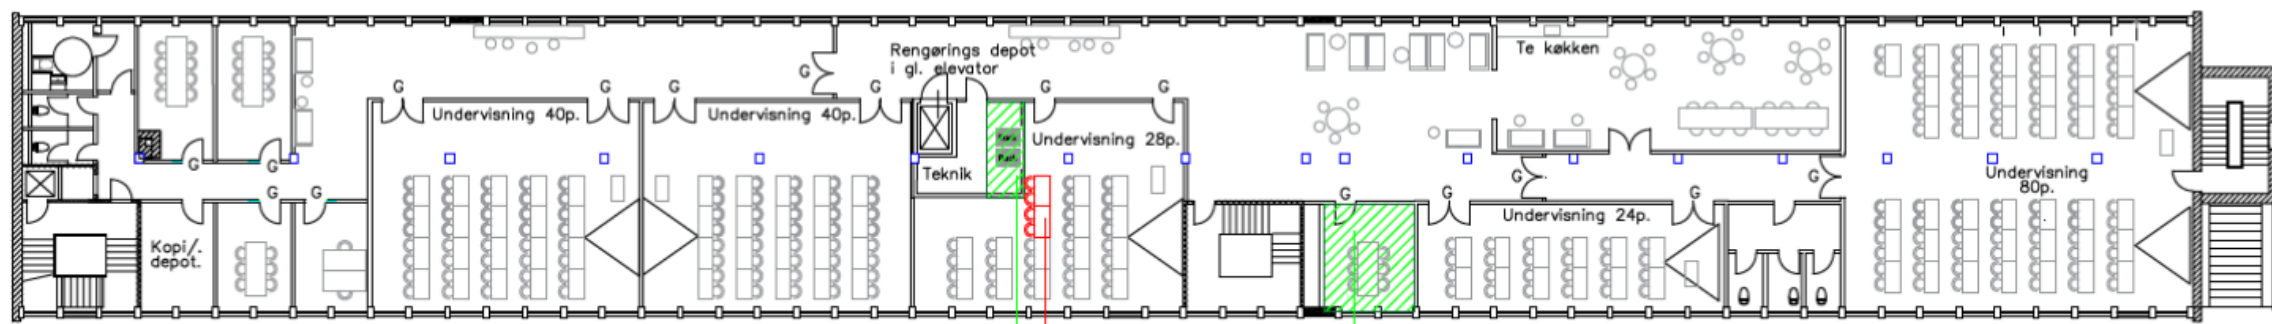 Rengørings depot
i gl. elevator
Te køkken
G
G
G
G
G
G
G
Undervisning 40p.
Undervisning 40p.
Undervisning 28p.
G
G
G
G
G
G
G
G
G
Teknik
Undervisning
80p.
Undervisning 24p.
Kopi/.
depot.